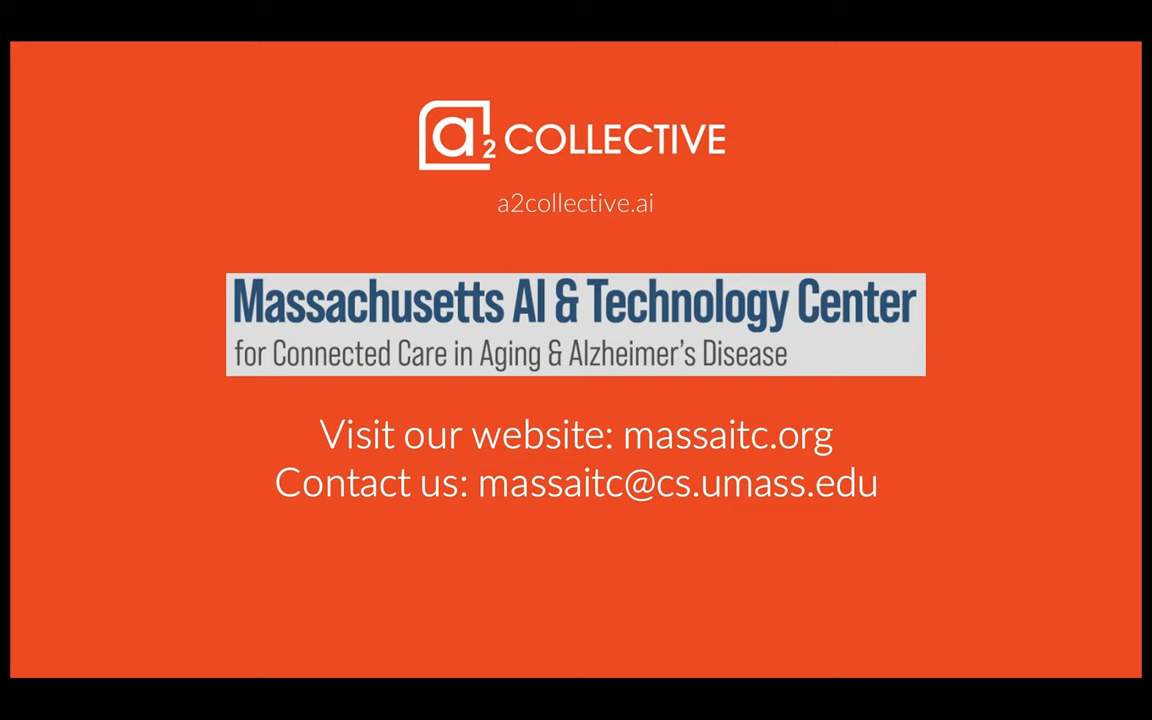 a2 COLLECTIVE
a2collective.ai
Massachusetts AI & Technology Center
for Connected Care in Aging & Alzheimer's Disease
Visit our website: massaitc.org
Contact us: massaitc@cs.umass.edu